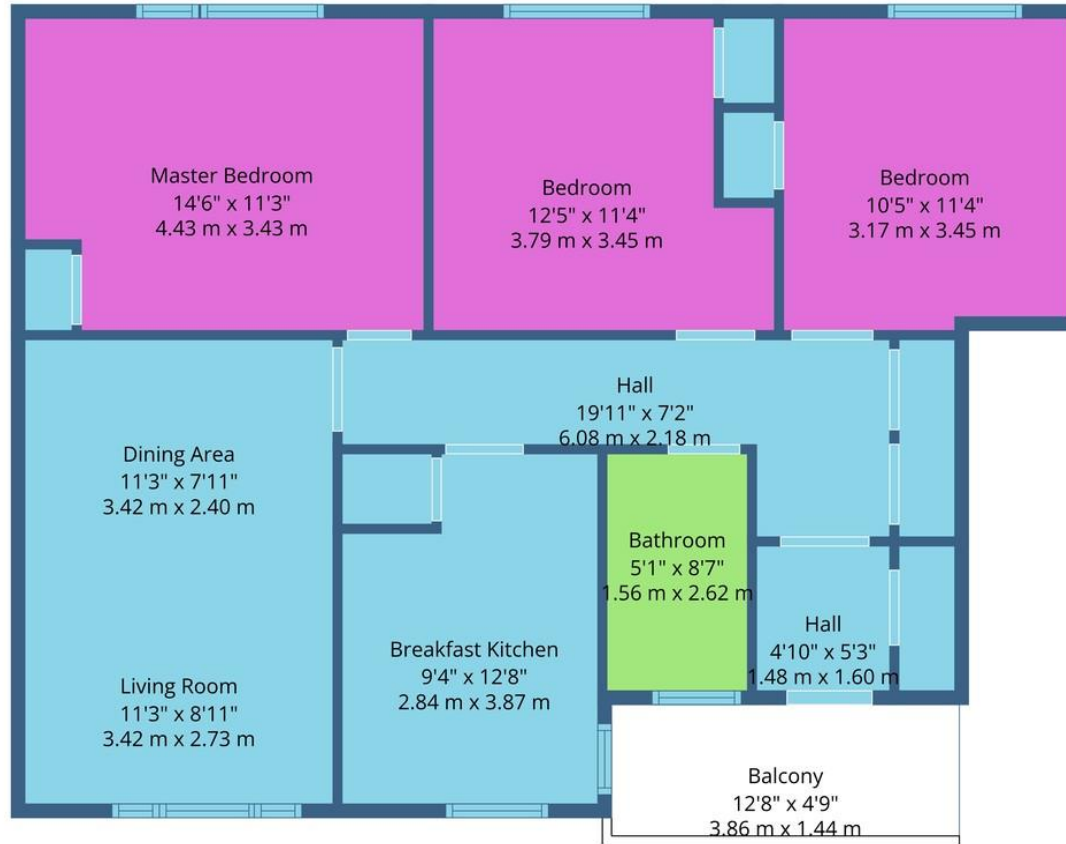 Master Bedroom
14'6" x 11'3"
4.43 m x 3.43 m
Bedroom
12'5" x 11'4"
3.79 m x 3.45 m
Bedroom
10'5" x 11'4"
3.17 m x 3.45 m
Hall
19'11" x 7'2"
6.08 m x 2.18 m
Dining Area
11'3" x 7'11"
3.42 m x 2.40 m
Bathroom
5'1" x 8'7"
1.56 m x 2.62 m
Hall
4'10" x 5'3"
1.48 m x 1.60 m
Breakfast Kitchen
9'4" x 12'8"
2.84 m x 3.87 m
Living Room
11'3" x 8'11"
3.42 m x 2.73 m
Balcony
12'8" x 4'9"
3.86 m x 1.44 m